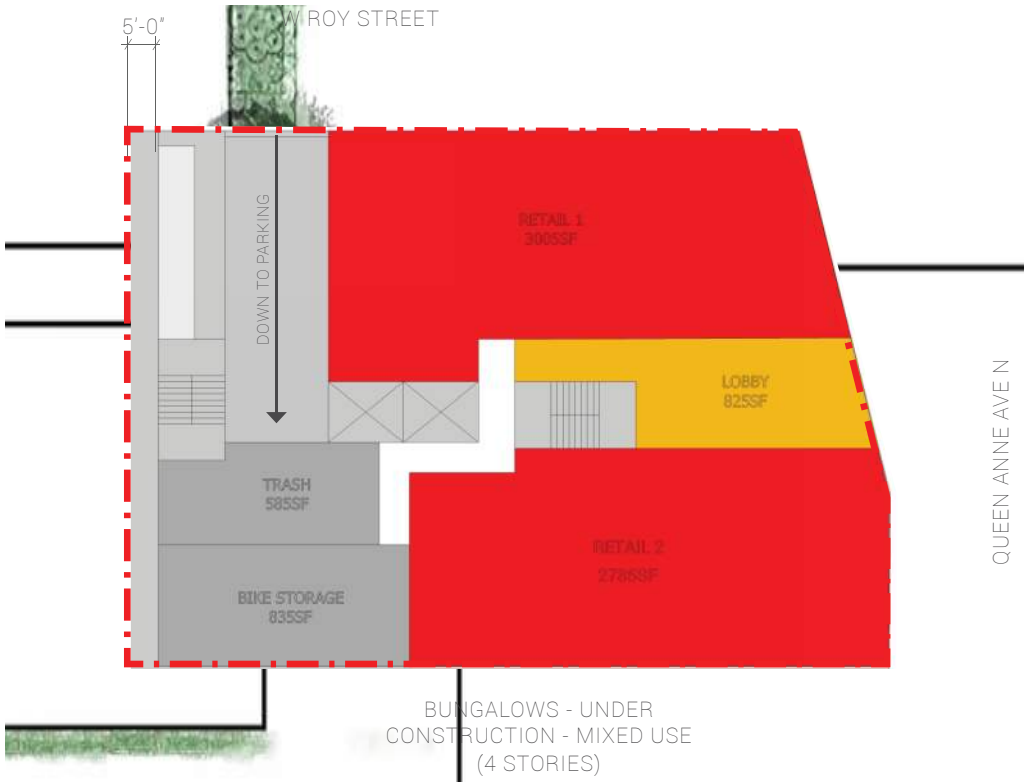 5'-0"
W ROY STREET
DOWN TO PARKING
RETAIL 1
3005SF
LOBBY
825SF
QUEEN ANNE AVE N
TRASH
585SF
RETAIL 2
2785SF
BIKE STORAGE
835SF
BUNGALOWS - UNDER
CONSTRUCTION - MIXED USE
(4 STORIES)